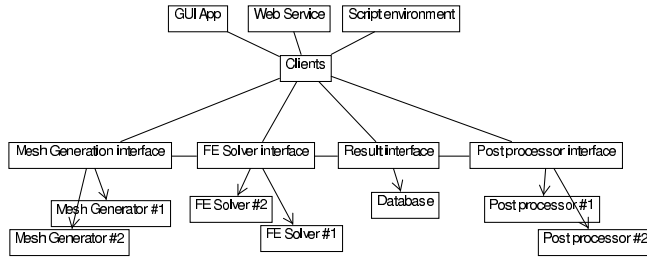 GUI App
Web Service
Script environment
Clients
Mesh Generation interface
FE Solver interface
Result interface
Post processor interface
Mesh Generator #1
FE Solver #2
Database
Post processor #1
Mesh Generator #2
FE Solver #1
Post processor #2